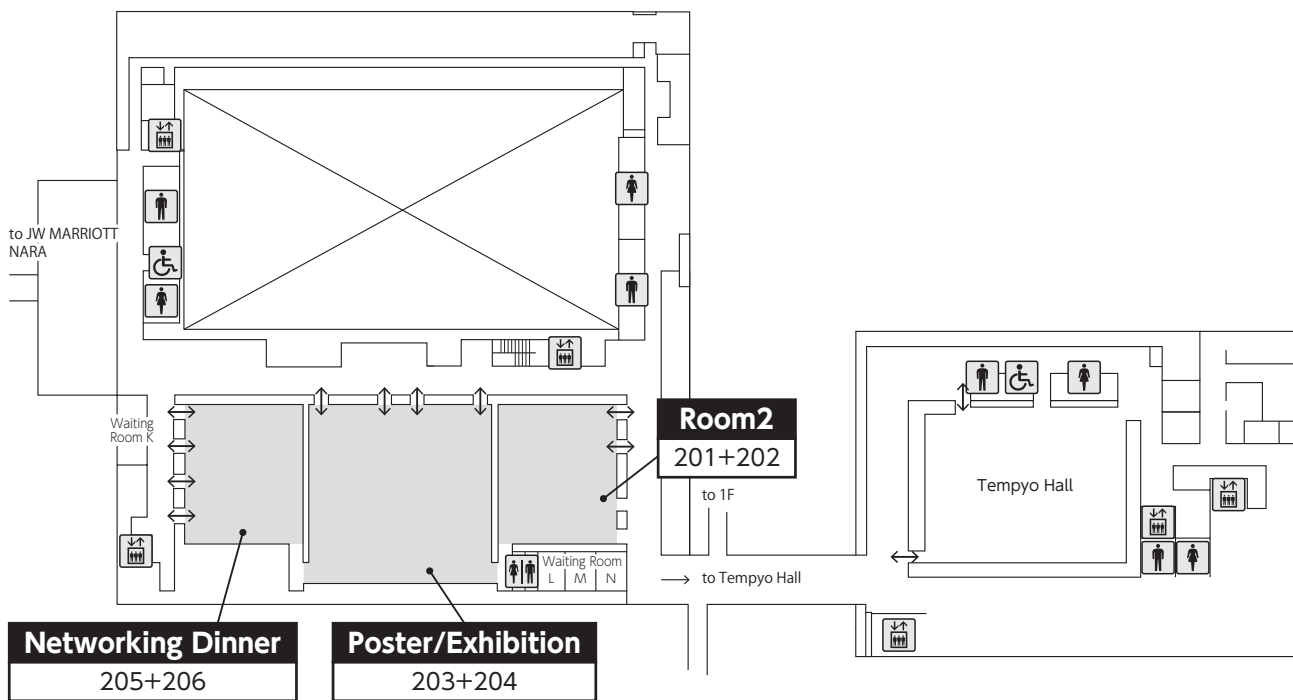 to JW MARRIOTT
NARA
Waiting
Room K
Room2
201+202
to 1F
Tempyo Hall
Waiting Room
L M N
to Tempyo Hall
Networking Dinner
205+206
Poster/Exhibition
203+204